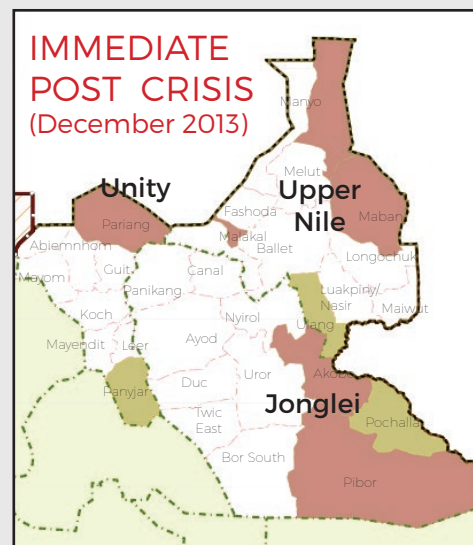 IMMEDIATE
POST CRISIS
(December 2013)
Manyo
Unity
Melut
Upper
Nile
Pariang
Fashoda
Maban
Malakal
Abiemnhom
Ballet
Longochuk
Guit
Canal
Mayom
Panikang
Luakpiny/
Nasir
Maiwut
Koch
Nyirol
Ulang
Mayendit
Leer
Ayod
Panyjar
Duc
Uror
Akobo
Jonglei
Twic
East
Pochalla
Bor South
Pibor